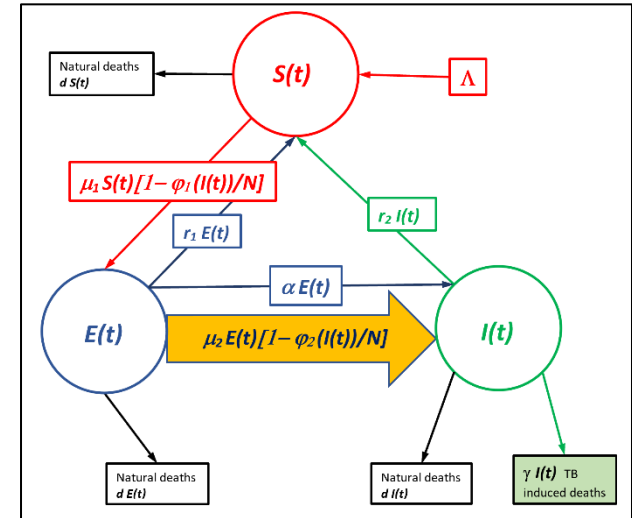 Natural deaths
d S(t)
S(t)
Λ
μ₁ S(t)[1− φ₁(I(t))/N]
r₂ I(t)
r₁ E(t)
α E(t)
E(t)
μ₂ E(t)[1− φ₂(I(t))/N]
I(t)
Natural deaths
d E(t)
Natural deaths
d I(t)
γ I(t) TB
induced deaths